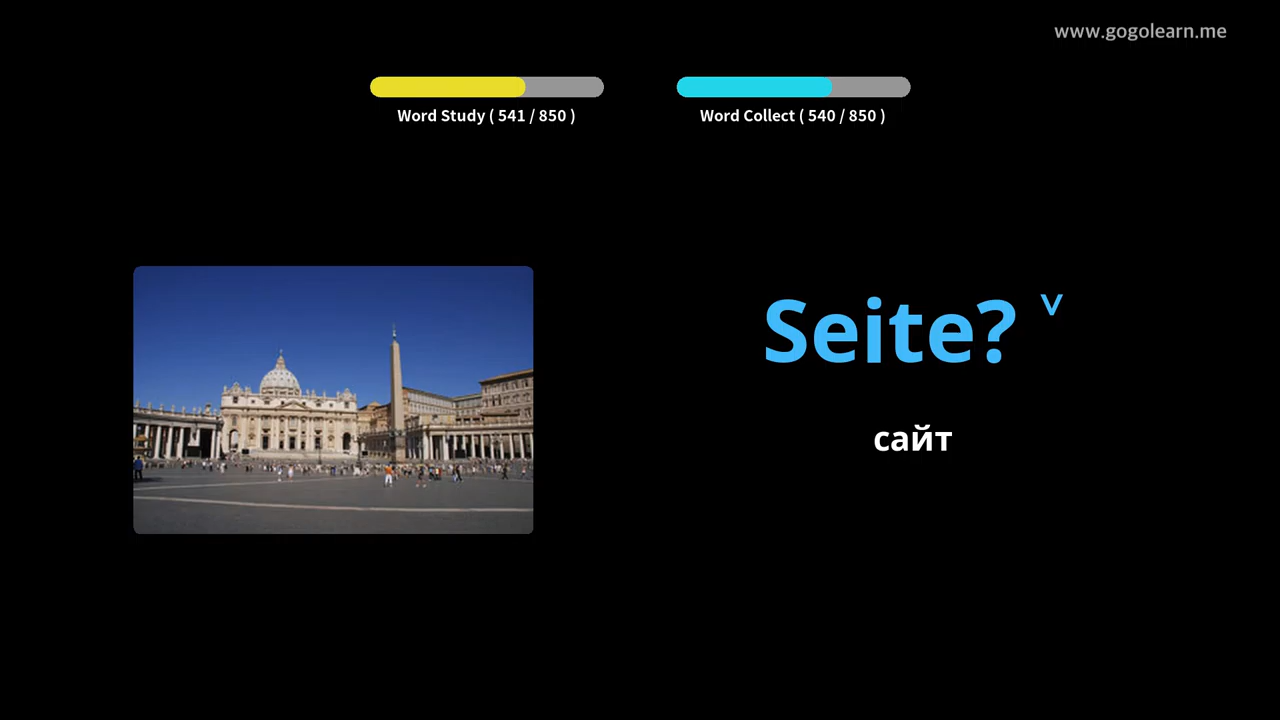 www.gogolearn.me
Word Study ( 541 / 850 )
Word Collect ( 540 / 850 )
Seite? v
сайт